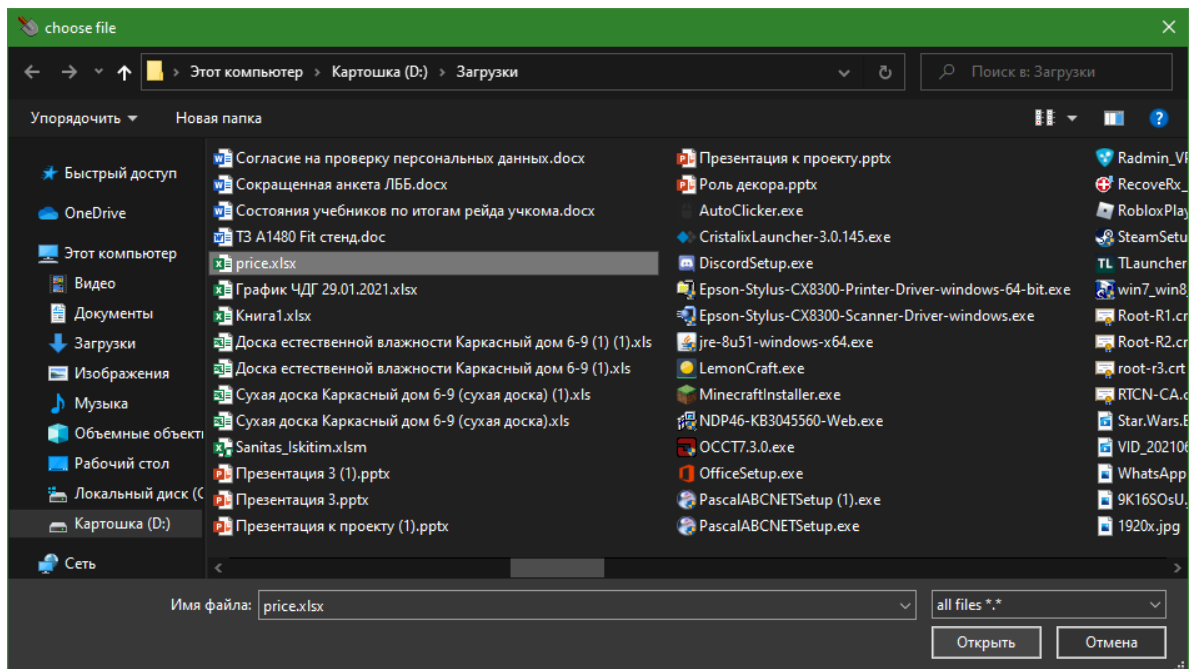 choose file
Этот компьютер › Картошка (D:) › Загрузки
Поиск в: Загрузки
Упорядочить
Новая папка
Быстрый доступ
OneDrive
Этот компьютер
Видео
Документы
Загрузки
Изображения
Музыка
Объемные объекты
Рабочий стол
Локальный диск (C
Картошка (D:)
Сеть
Согласие на проверку персональных данных.docx
Сокращенная анкета ЛББ.docx
Состояния учебников по итогам рейда учкома.docx
ТЗ A1480 Fit стенд.doc
price.xlsx
График ЧДГ 29.01.2021.xlsx
Книга1.xlsx
Доска естественной влажности Каркасный дом 6-9 (1) (1).xls
Доска естественной влажности Каркасный дом 6-9 (1).xls
Сухая доска Каркасный дом 6-9 (сухая доска) (1).xls
Сухая доска Каркасный дом 6-9 (сухая доска).xls
Sanitas_Iskitim.xlsm
Презентация 3 (1).pptx
Презентация 3.pptx
Презентация к проекту (1).pptx
Презентация к проекту.pptx
Роль декора.pptx
AutoClicker.exe
CristalixLauncher-3.0.145.exe
DiscordSetup.exe
Epson-Stylus-CX8300-Printer-Driver-windows-64-bit.exe
Epson-Stylus-CX8300-Scanner-Driver-windows.exe
jre-8u51-windows-x64.exe
LemonCraft.exe
MinecraftInstaller.exe
NDP46-KB3045560-Web.exe
OCCT7.3.0.exe
OfficeSetup.exe
PascalABCNETSetup (1).exe
PascalABCNETSetup.exe
Radmin_VP
RecoveRx_
RobloxPlay
SteamSetu
TLauncher
win7_win8
Root-R1.cr
Root-R2.cr
root-r3.crt
RTCN-CA.c
Star.Wars.E
VID_202106
WhatsApp
9K16SOsU.
1920x.jpg
Имя файла: price.xlsx
all files *.*
Открыть
Отмена